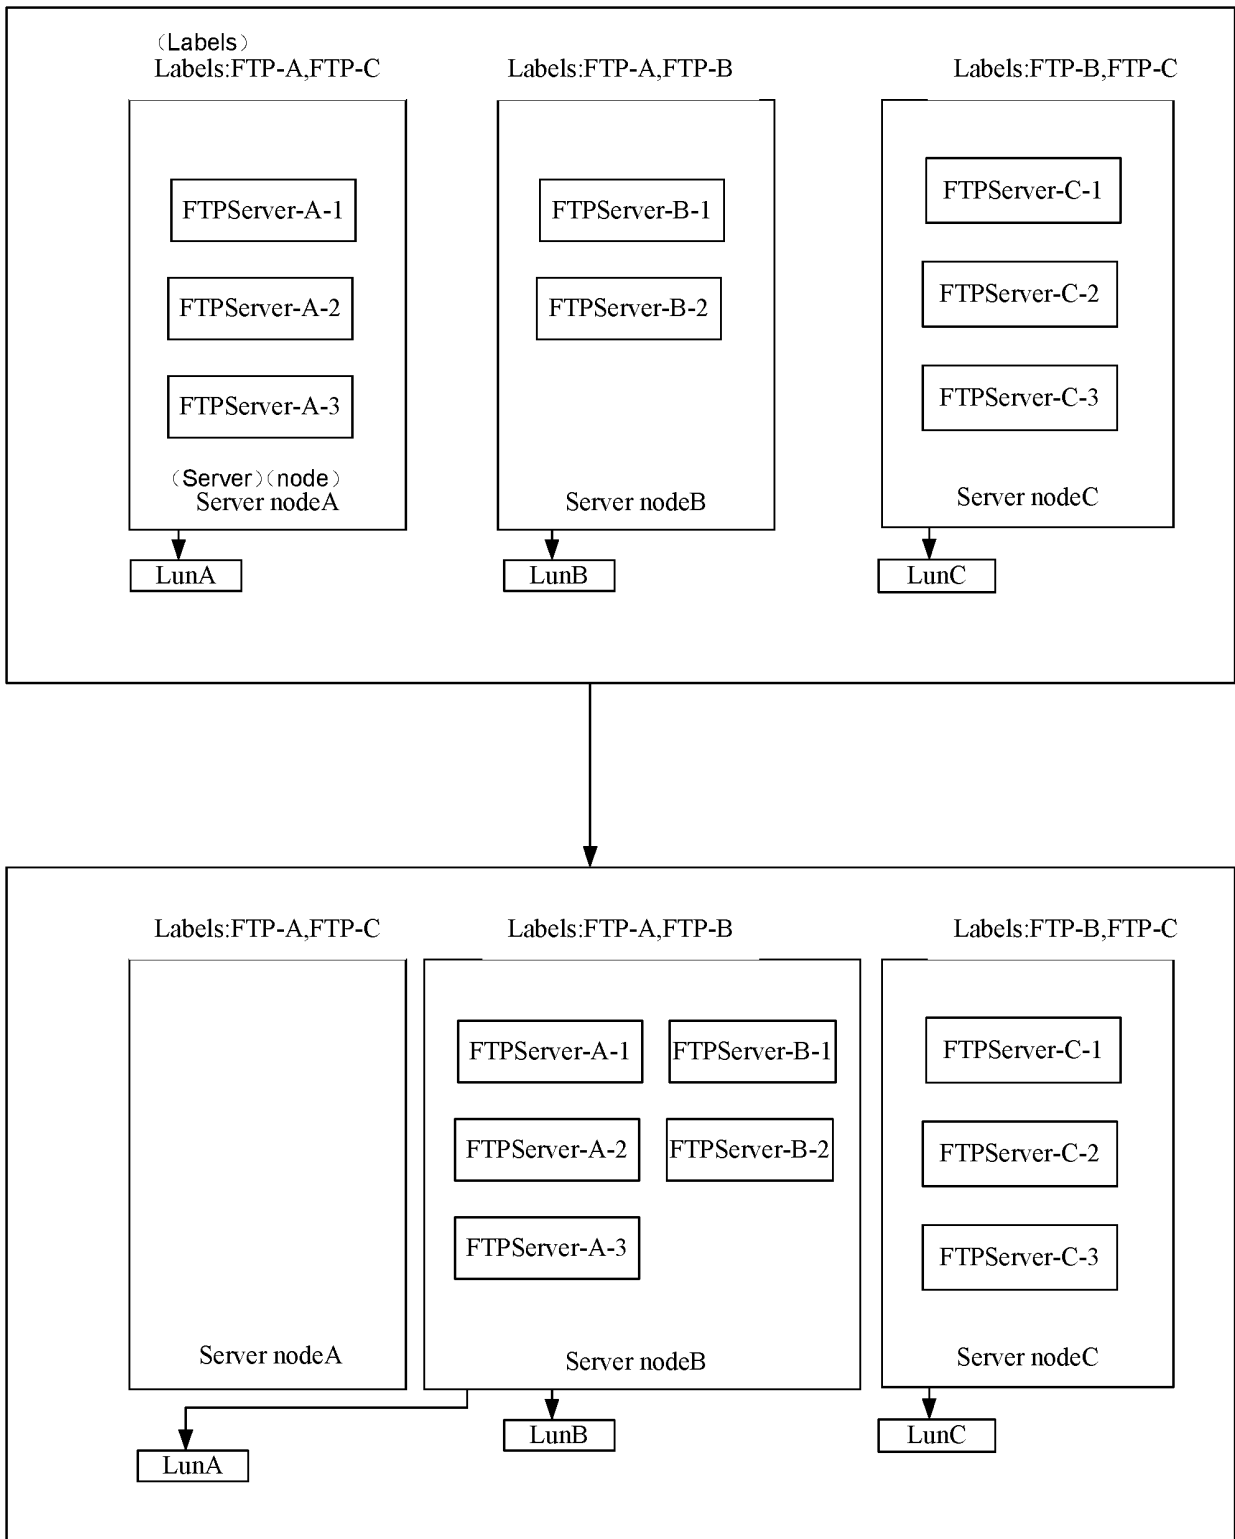 （Labels）
Labels:FTP-A,FTP-C
Labels:FTP-A,FTP-B
Labels:FTP-B,FTP-C
FTPServer-A-1
FTPServer-A-2
FTPServer-A-3
（Server）（node）
Server nodeA
LunA
FTPServer-B-1
FTPServer-B-2
Server nodeB
LunB
FTPServer-C-1
FTPServer-C-2
FTPServer-C-3
Server nodeC
LunC
Labels:FTP-A,FTP-C
Labels:FTP-A,FTP-B
Labels:FTP-B,FTP-C
Server nodeA
LunA
FTPServer-A-1
FTPServer-B-1
FTPServer-A-2
FTPServer-B-2
FTPServer-A-3
Server nodeB
LunB
FTPServer-C-1
FTPServer-C-2
FTPServer-C-3
Server nodeC
LunC